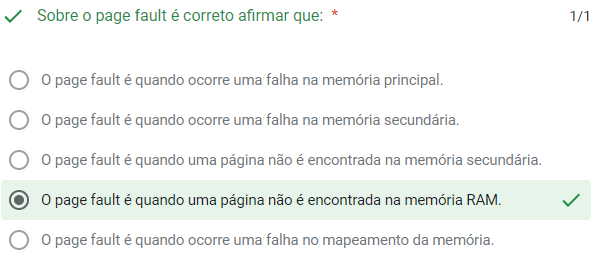 Sobre o page fault é correto afirmar que: * 1/1
O page fault é quando ocorre uma falha na memória principal.
O page fault é quando ocorre uma falha na memória secundária.
O page fault é quando uma página não é encontrada na memória secundária.
O page fault é quando uma página não é encontrada na memória RAM.
O page fault é quando ocorre uma falha no mapeamento da memória.